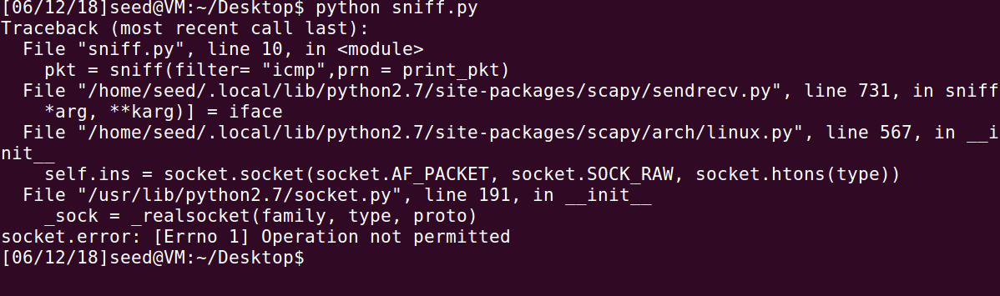 [06/12/18]seed@VM:~/Desktop$ python sniff.py
Traceback (most recent call last):
  File "sniff.py", line 10, in <module>
    pkt = sniff(filter= "icmp",prn = print_pkt)
  File "/home/seed/.local/lib/python2.7/site-packages/scapy/sendrecv.py", line 731, in sniff
    *arg, **karg)] = iface
  File "/home/seed/.local/lib/python2.7/site-packages/scapy/arch/linux.py", line 567, in __i
nit__
    self.ins = socket.socket(socket.AF_PACKET, socket.SOCK_RAW, socket.htons(type))
  File "/usr/lib/python2.7/socket.py", line 191, in __init__
    _sock = _realsocket(family, type, proto)
socket.error: [Errno 1] Operation not permitted
[06/12/18]seed@VM:~/Desktop$